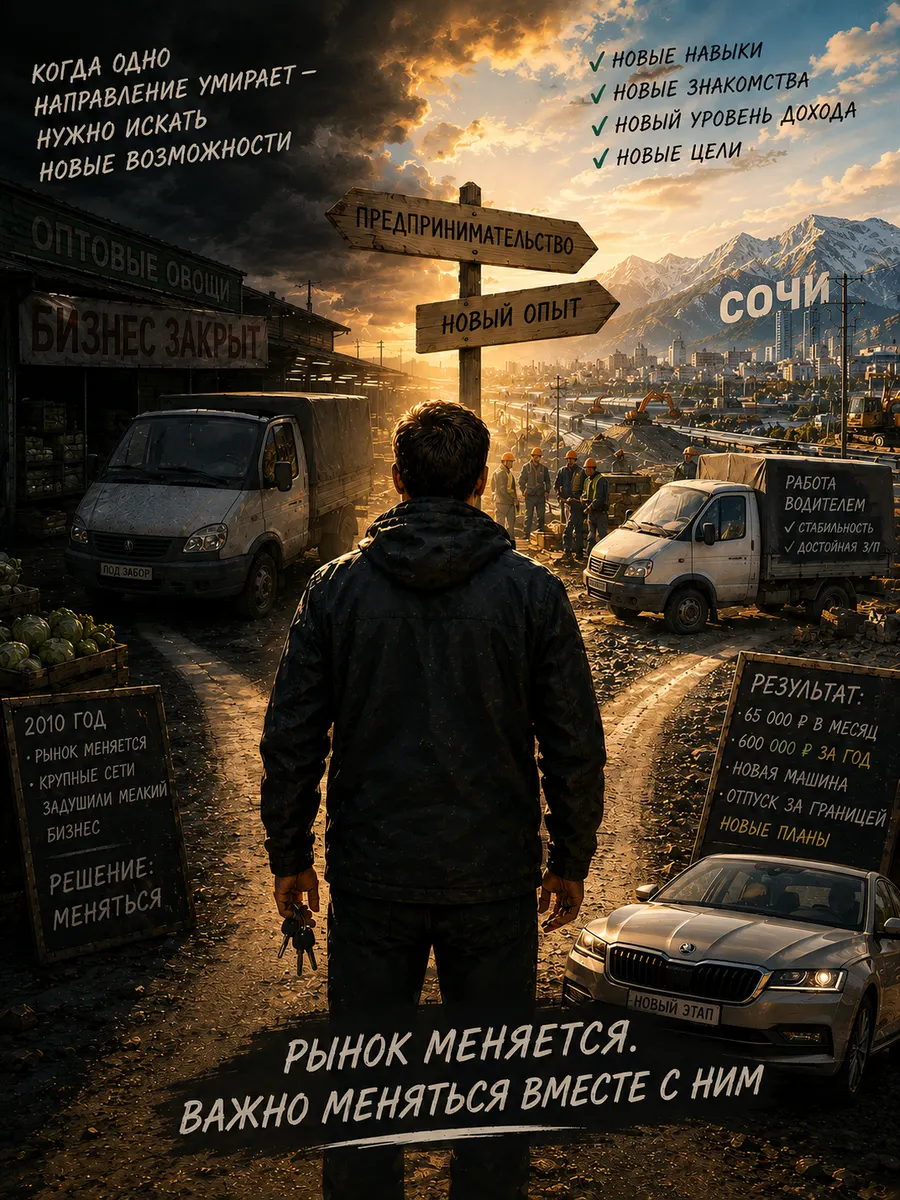 КОГДА ОДНО
НАПРАВЛЕНИЕ УМИРАЕТ –
НУЖНО ИСКАТЬ
НОВЫЕ ВОЗМОЖНОСТИ
✓ НОВЫЕ НАВЫКИ
✓ НОВЫЕ ЗНАКОМСТВА
✓ НОВЫЙ УРОВЕНЬ ДОХОДА
✓ НОВЫЕ ЦЕЛИ
ПРЕДПРИНИМАТЕЛЬСТВО
НОВЫЙ ОПЫТ
СОЧИ
ОПТОВЫЕ ОВОЩИ
БИЗНЕС ЗАКРЫТ
ПОД ЗАБОР
РАБОТА
ВОДИТЕЛЕМ
✓ СТАБИЛЬНОСТЬ
✓ ДОСТОЙНАЯ З/П
2010 ГОД
· РЫНОК МЕНЯЕТСЯ
· КРУПНЫЕ СЕТИ
ЗАДУШИЛИ МЕЛКИЙ
БИЗНЕС
РЕШЕНИЕ:
МЕНЯТЬСЯ
РЕЗУЛЬТАТ:
· 65 000 ₽ В МЕСЯЦ
· 600 000 ₽ ЗА ГОД
· НОВАЯ МАШИНА
· ОТПУСК ЗА ГРАНИЦЕЙ
НОВЫЕ ПЛАНЫ
НОВЫЙ ЭТАП
РЫНОК МЕНЯЕТСЯ.
ВАЖНО МЕНЯТЬСЯ ВМЕСТЕ С НИМ